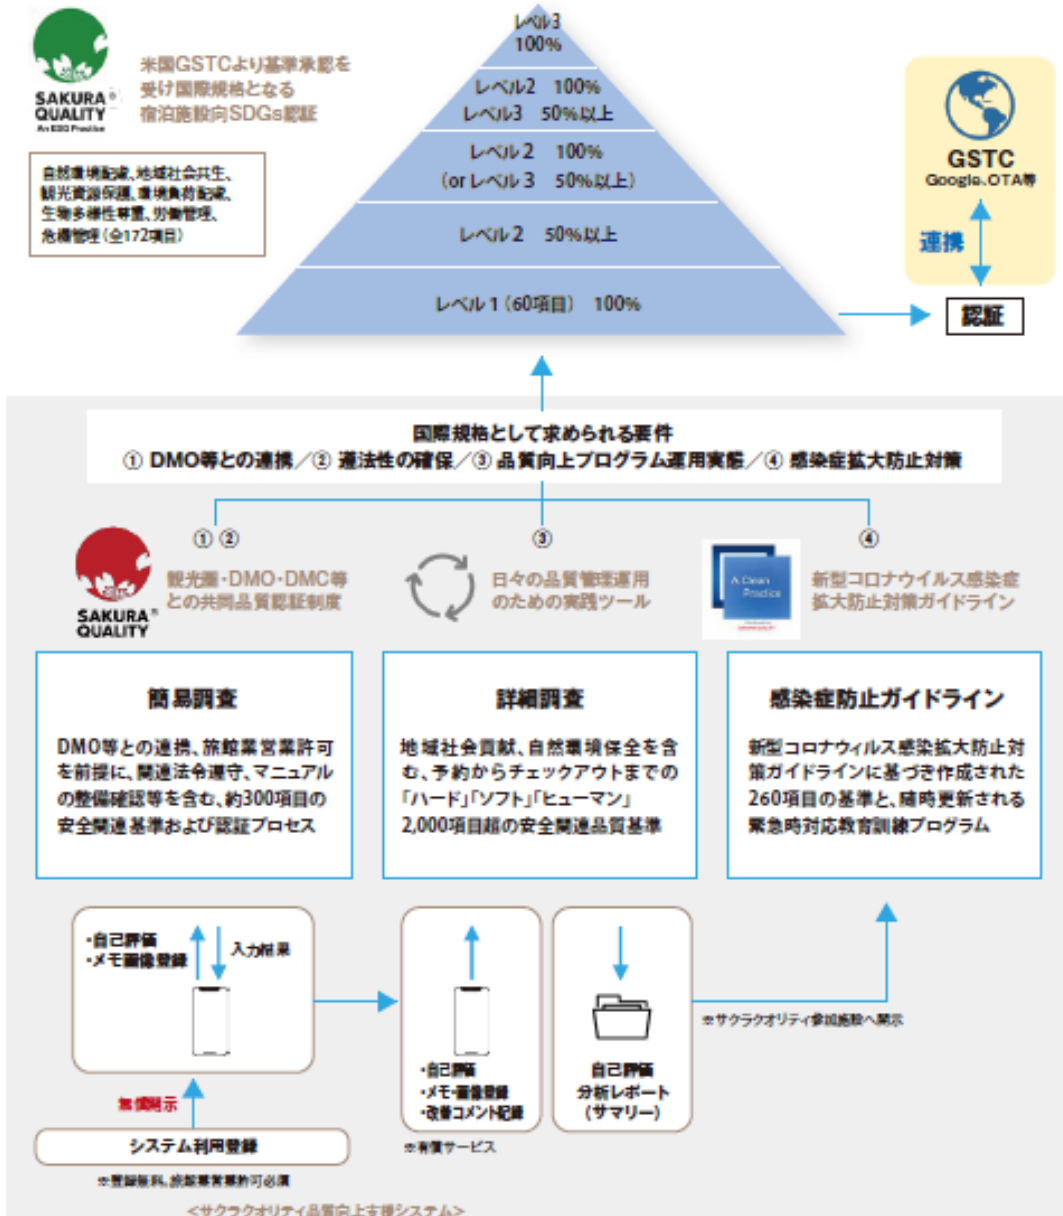 SAKURA
QUALITY
An ESG Practice
米国GSTCより基準承認を
受け国際規格となる
宿泊施設向SDGs認証
自然環境配慮、地域社会共生、
観光資源保護、環境負荷配慮、
生物多様性尊重、労働管理、
危機管理（全172項目）
レベル3
100%
レベル2　100%
レベル3　50%以上
レベル2　100%
(or レベル3　50%以上)
レベル2　50%以上
レベル1（60項目）　100%
GSTC
Google、OTA等
連携
認証
国際規格として求められる要件
① DMO等との連携／② 遵法性の確保／③ 品質向上プログラム運用実態／④ 感染症拡大防止対策
① ②
SAKURA®
QUALITY
観光圏・DMO・DMC等
との共同品質認証制度
③
日々の品質管理運用
のための実践ツール
④
A Clean
Practice
新型コロナウイルス感染症
拡大防止対策ガイドライン
簡易調査
DMO等との連携、旅館業営業許可
を前提に、関連法令遵守、マニュアル
の整備確認等を含む、約300項目の
安全関連基準および認証プロセス
詳細調査
地域社会貢献、自然環境保全を含
む、予約からチェックアウトまでの
「ハード」「ソフト」「ヒューマン」
2,000項目超の安全関連品質基準
感染症防止ガイドライン
新型コロナウィルス感染拡大防止対
策ガイドラインに基づき作成された
260項目の基準と、随時更新される
緊急時対応教育訓練プログラム
・自己評価
・メモ画像登録
入力結果
無償開示
システム利用登録
※登録無料、旅館業営業許可必須
・自己評価
・メモ・画像登録
・改善コメント記録
※有償サービス
自己評価
分析レポート
(サマリー)
※サクラクオリティ参加施設へ開示
<サクラクオリティ品質向上支援システム>